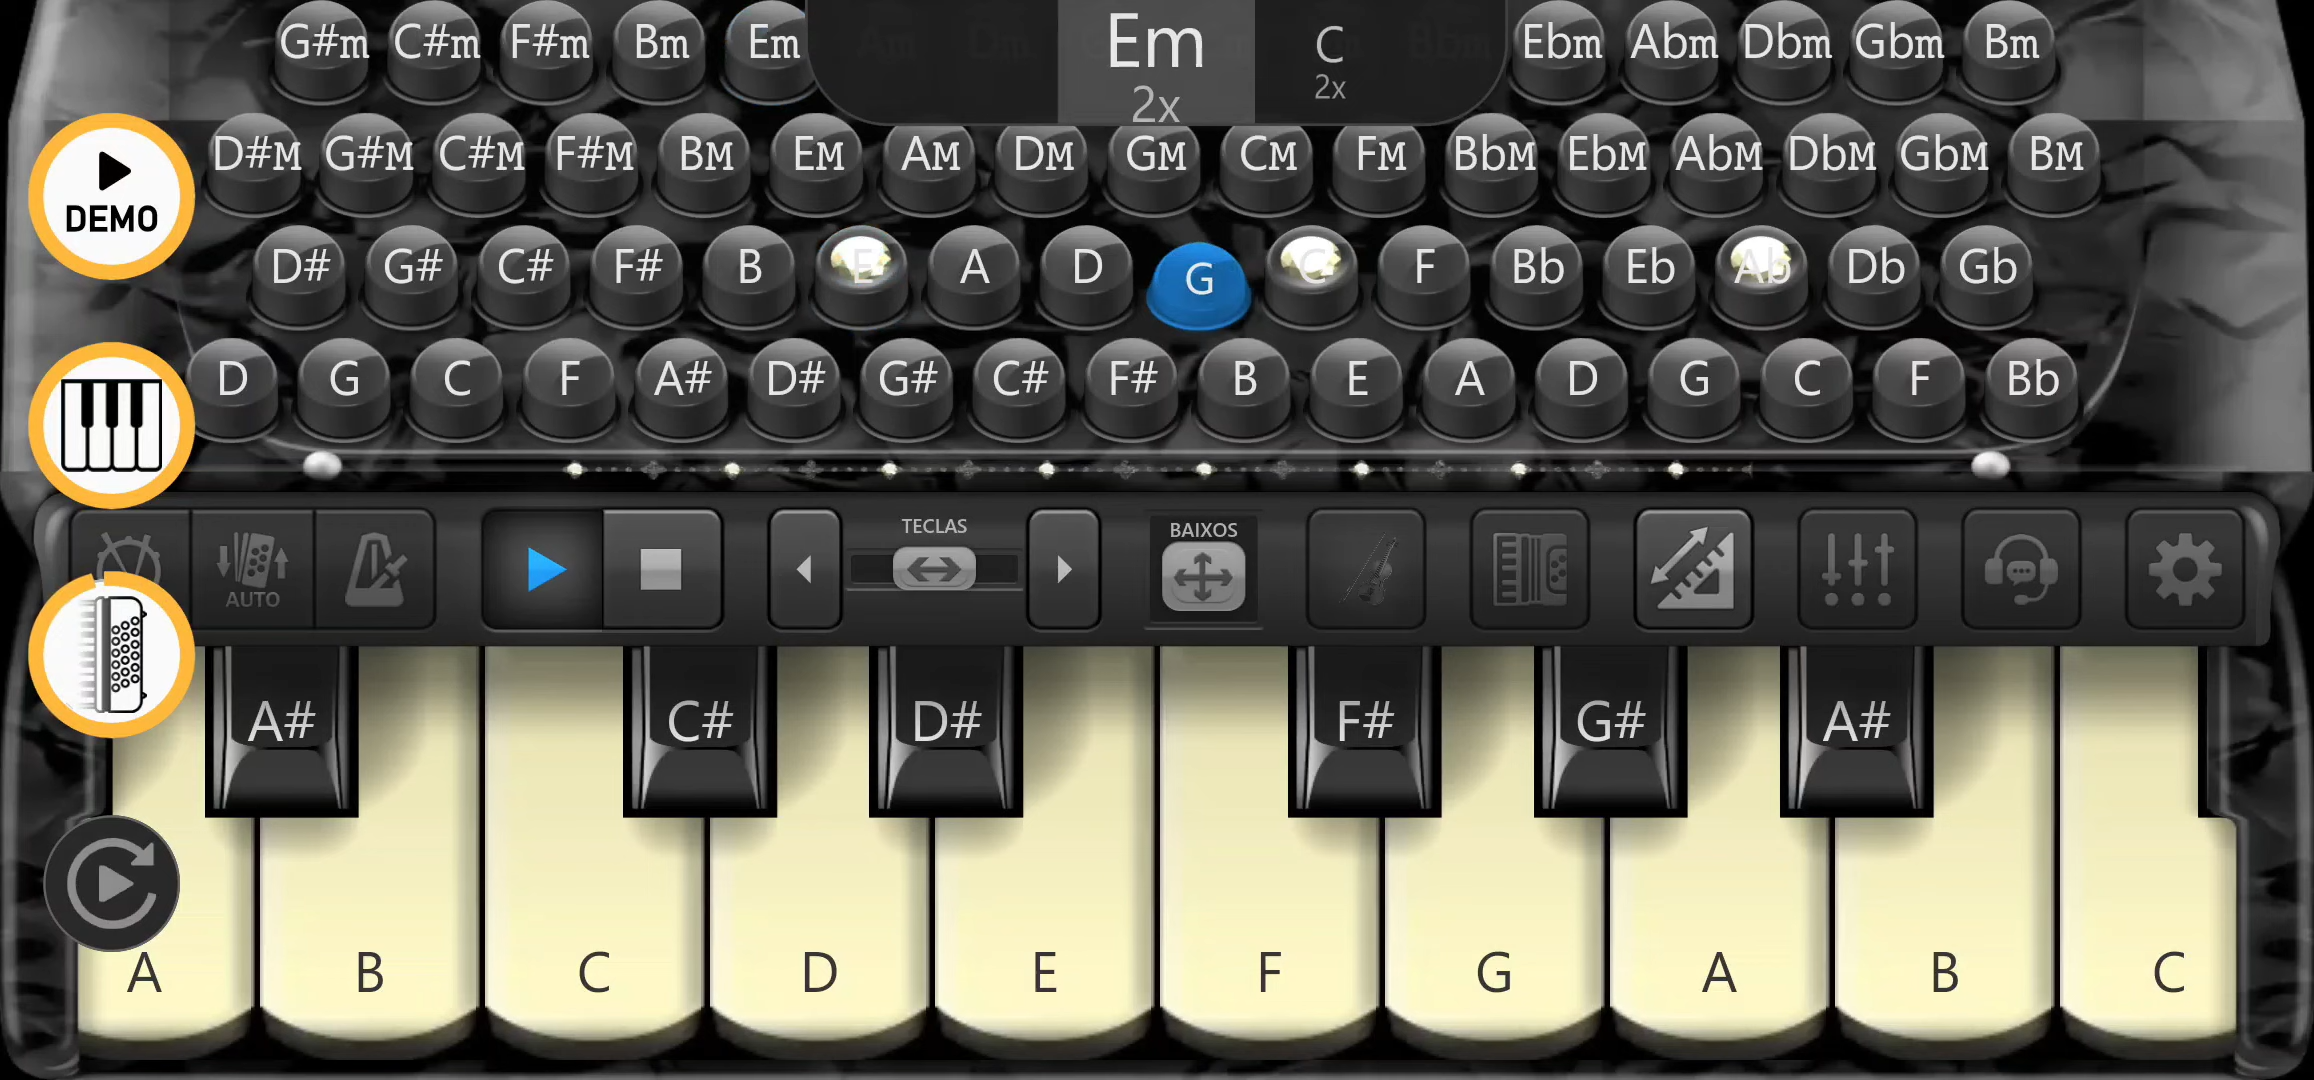 G#m C#m F#m Bm Em Em C Ebm Abm Dbm Gbm Bm
2x 2x
D#M G#M C#M F#M BM EM AM DM GM CM FM BbM EbM AbM DbM GbM BM
DEMO
D# G# C# F# B E A D G C F Bb Eb Ab Db Gb
D G C F A# D# G# C# F# B E A D G C F Bb
TECLAS BAIXOS
AUTO
A# C# D# F# G# A#
A B C D E F G A B C